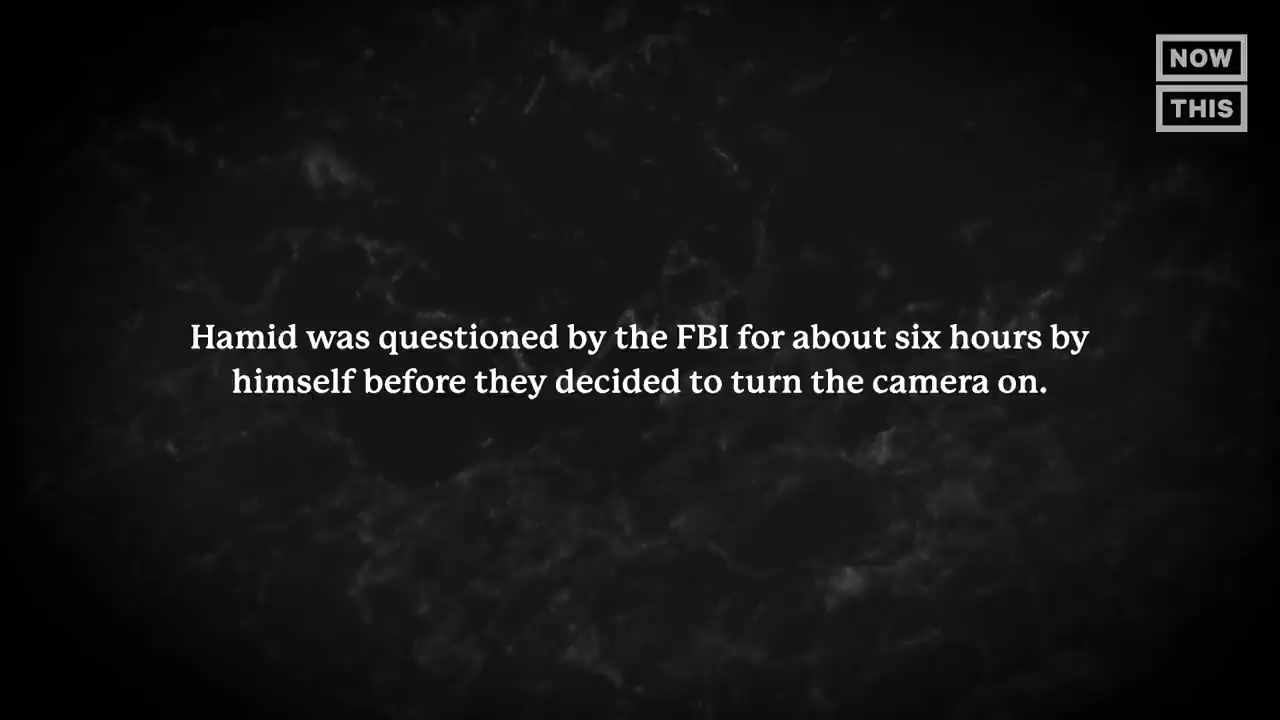 NOW
THIS
Hamid was questioned by the FBI for about six hours by
himself before they decided to turn the camera on.